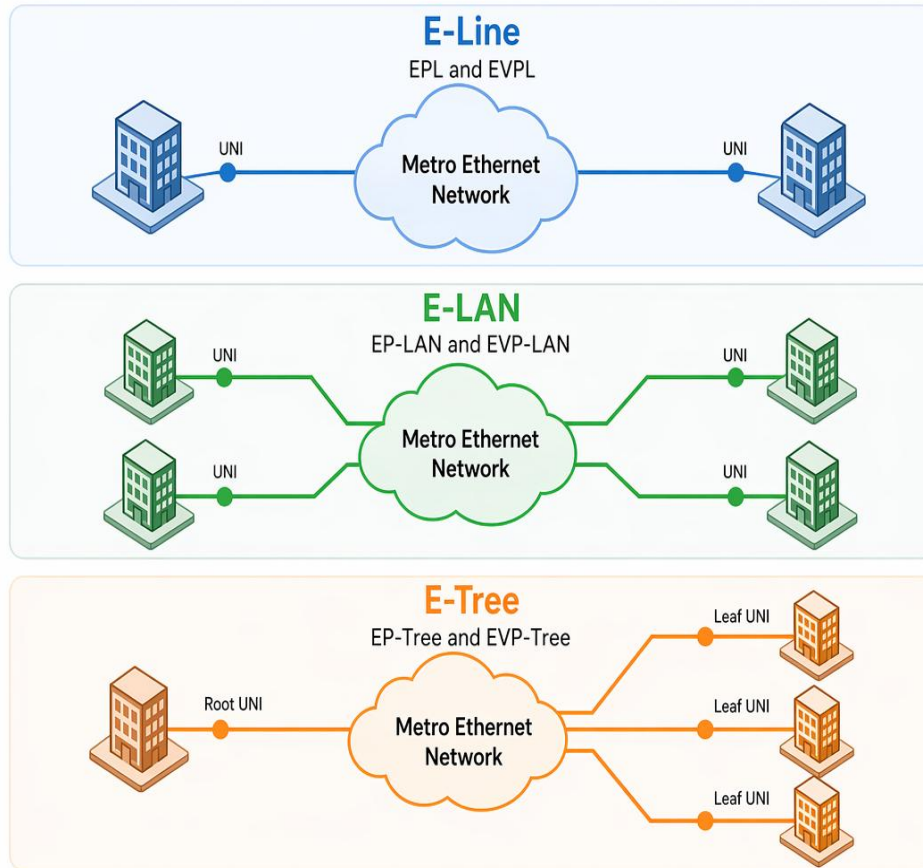 E-Line
EPL and EVPL
UNI
UNI
Metro Ethernet
Network
E-LAN
EP-LAN and EVP-LAN
UNI
UNI
Metro Ethernet
Network
UNI
UNI
E-Tree
EP-Tree and EVP-Tree
Leaf UNI
Root UNI
Metro Ethernet
Network
Leaf UNI
Leaf UNI